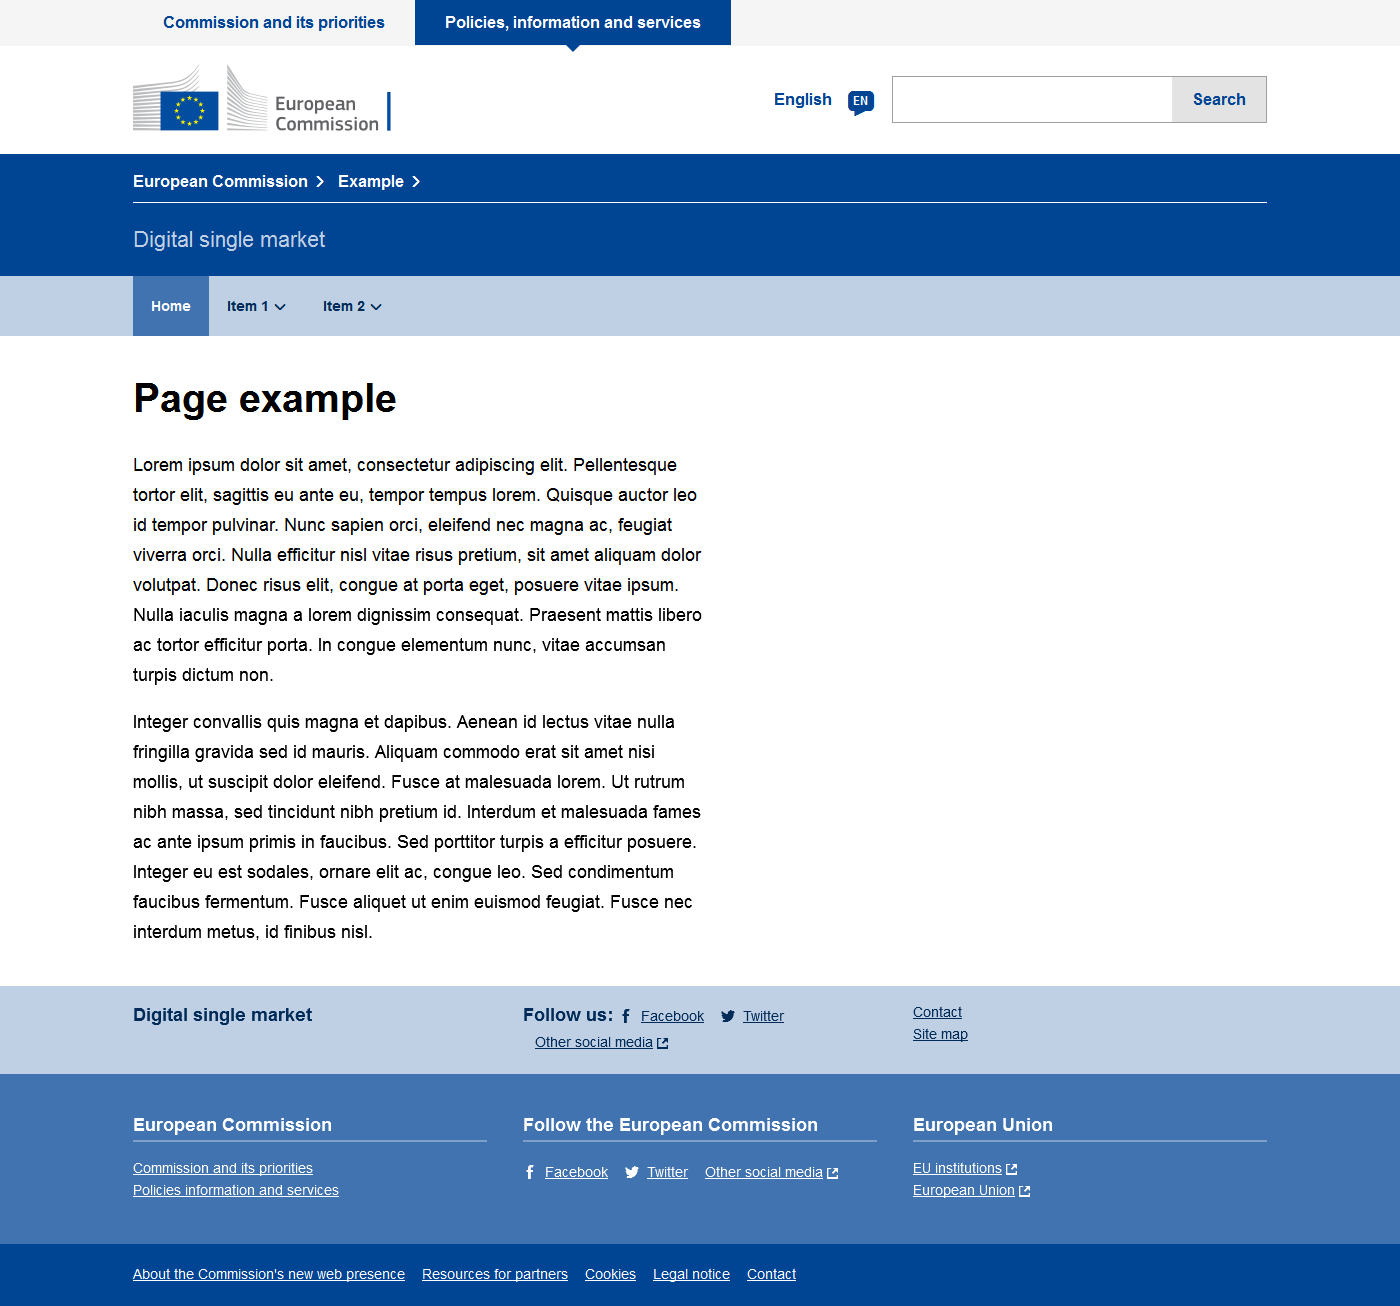 Commission and its priorities
Policies, information and services
European
Commission
English
EN
Search
European Commission
Example
Digital single market
Home
Item 1
Item 2
Page example
Lorem ipsum dolor sit amet, consectetur adipiscing elit. Pellentesque
tortor elit, sagittis eu ante eu, tempor tempus lorem. Quisque auctor leo
id tempor pulvinar. Nunc sapien orci, eleifend nec magna ac, feugiat
viverra orci. Nulla efficitur nisl vitae risus pretium, sit amet aliquam dolor
volutpat. Donec risus elit, congue at porta eget, posuere vitae ipsum.
Nulla iaculis magna a lorem dignissim consequat. Praesent mattis libero
ac tortor efficitur porta. In congue elementum nunc, vitae accumsan
turpis dictum non.
Integer convallis quis magna et dapibus. Aenean id lectus vitae nulla
fringilla gravida sed id mauris. Aliquam commodo erat sit amet nisi
mollis, ut suscipit dolor eleifend. Fusce at malesuada lorem. Ut rutrum
nibh massa, sed tincidunt nibh pretium id. Interdum et malesuada fames
ac ante ipsum primis in faucibus. Sed porttitor turpis a efficitur posuere.
Integer eu est sodales, ornare elit ac, congue leo. Sed condimentum
faucibus fermentum. Fusce aliquet ut enim euismod feugiat. Fusce nec
interdum metus, id finibus nisl.
Digital single market
Follow us: Facebook Twitter
Other social media
Contact
Site map
European Commission
Commission and its priorities
Policies information and services
Follow the European Commission
Facebook Twitter Other social media
European Union
EU institutions
European Union
About the Commission's new web presence Resources for partners Cookies Legal notice Contact